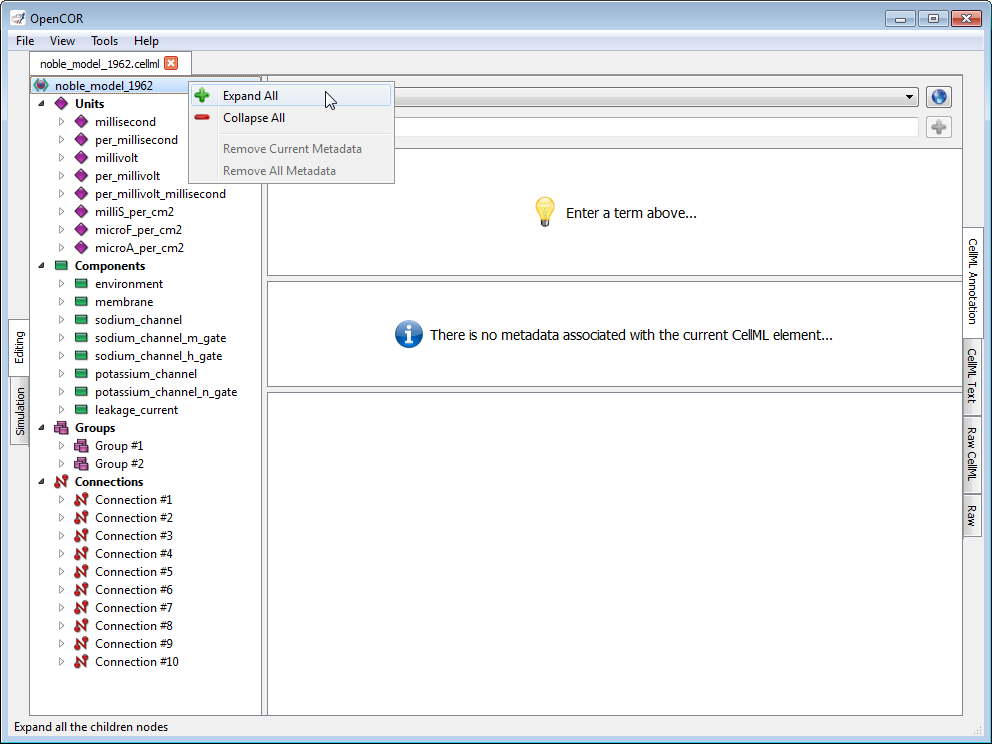 OpenCOR
File View Tools Help
noble_model_1962.cellml
noble_model_1962
Units
millisecond
per_millisecond
millivolt
per_millivolt
per_millivolt_millisecond
milliS_per_cm2
microF_per_cm2
microA_per_cm2
Components
environment
membrane
sodium_channel
sodium_channel_m_gate
sodium_channel_h_gate
potassium_channel
potassium_channel_n_gate
leakage_current
Groups
Group #1
Group #2
Connections
Connection #1
Connection #2
Connection #3
Connection #4
Connection #5
Connection #6
Connection #7
Connection #8
Connection #9
Connection #10
Expand All
Collapse All
Remove Current Metadata
Remove All Metadata
Enter a term above...
There is no metadata associated with the current CellML element...
Editing
Simulation
CellML Annotation
CellML Text
Raw CellML
Raw
Expand all the children nodes